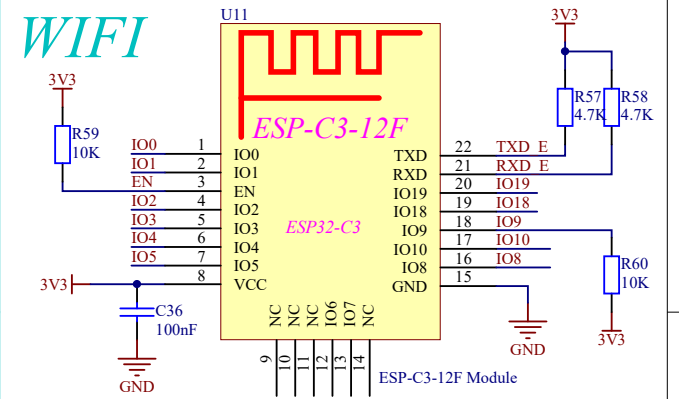 WIFI
U11
3V3
3V3
R59
10K
R57
4.7K
R58
4.7K
ESP-C3-12F
IO0
1
IO0
IO1
2
IO1
EN
3
EN
IO2
4
IO2
IO3
5
IO3
IO4
6
IO4
IO5
7
IO5
3V3
8
VCC
ESP32-C3
TXD
22
TXD_E
RXD
21
RXD_E
IO19
20
IO19
IO18
19
IO18
IO9
18
IO9
IO10
17
IO10
IO8
16
IO8
GND
15
R60
10K
C36
100nF
NC
NC
NC
IO6
IO7
NC
9
10
11
12
13
14
GND
GND
3V3
ESP-C3-12F Module